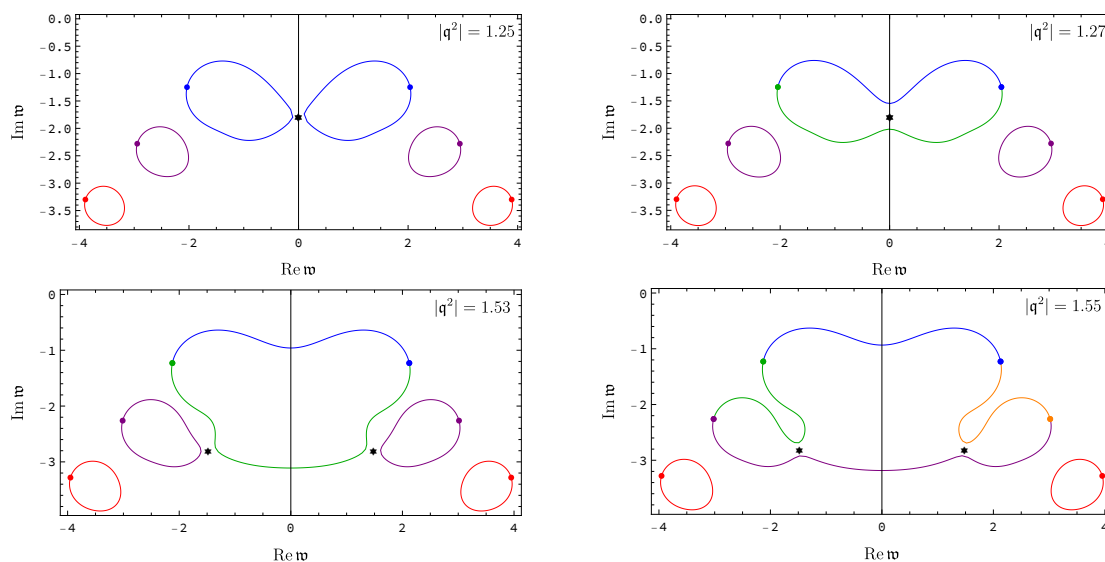 |𝔮²| = 1.25
0.0
−0.5
−1.0
−1.5
−2.0
−2.5
−3.0
−3.5
Im 𝔴
−4 −2 0 2 4
Re 𝔴
|𝔮²| = 1.27
0.0
−0.5
−1.0
−1.5
−2.0
−2.5
−3.0
−3.5
Im 𝔴
−4 −2 0 2 4
Re 𝔴
|𝔮²| = 1.53
0
−1
−2
−3
Im 𝔴
−4 −2 0 2 4
Re 𝔴
|𝔮²| = 1.55
0
−1
−2
−3
Im 𝔴
−4 −2 0 2 4
Re 𝔴